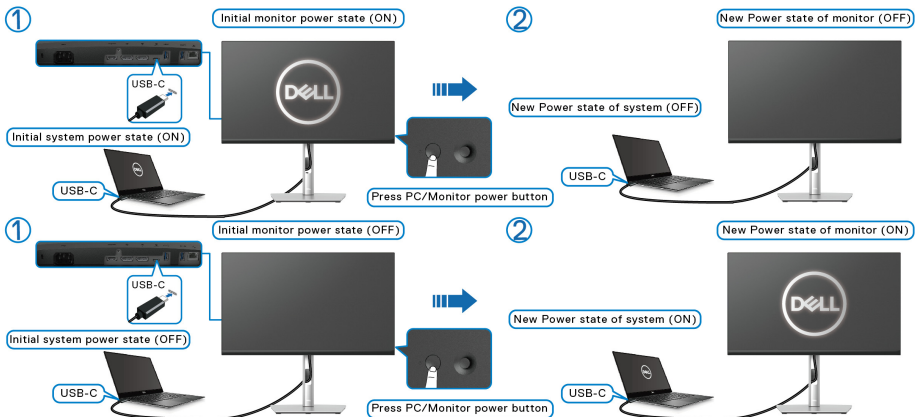 ①
Initial monitor power state (ON)
②
New Power state of monitor (OFF)
USB-C
DELL
New Power state of system (OFF)
Initial system power state (ON)
DELL
USB-C
USB-C
Press PC/Monitor power button
①
Initial monitor power state (OFF)
②
New Power state of monitor (ON)
USB-C
DELL
New Power state of system (ON)
Initial system power state (OFF)
DELL
USB-C
USB-C
Press PC/Monitor power button